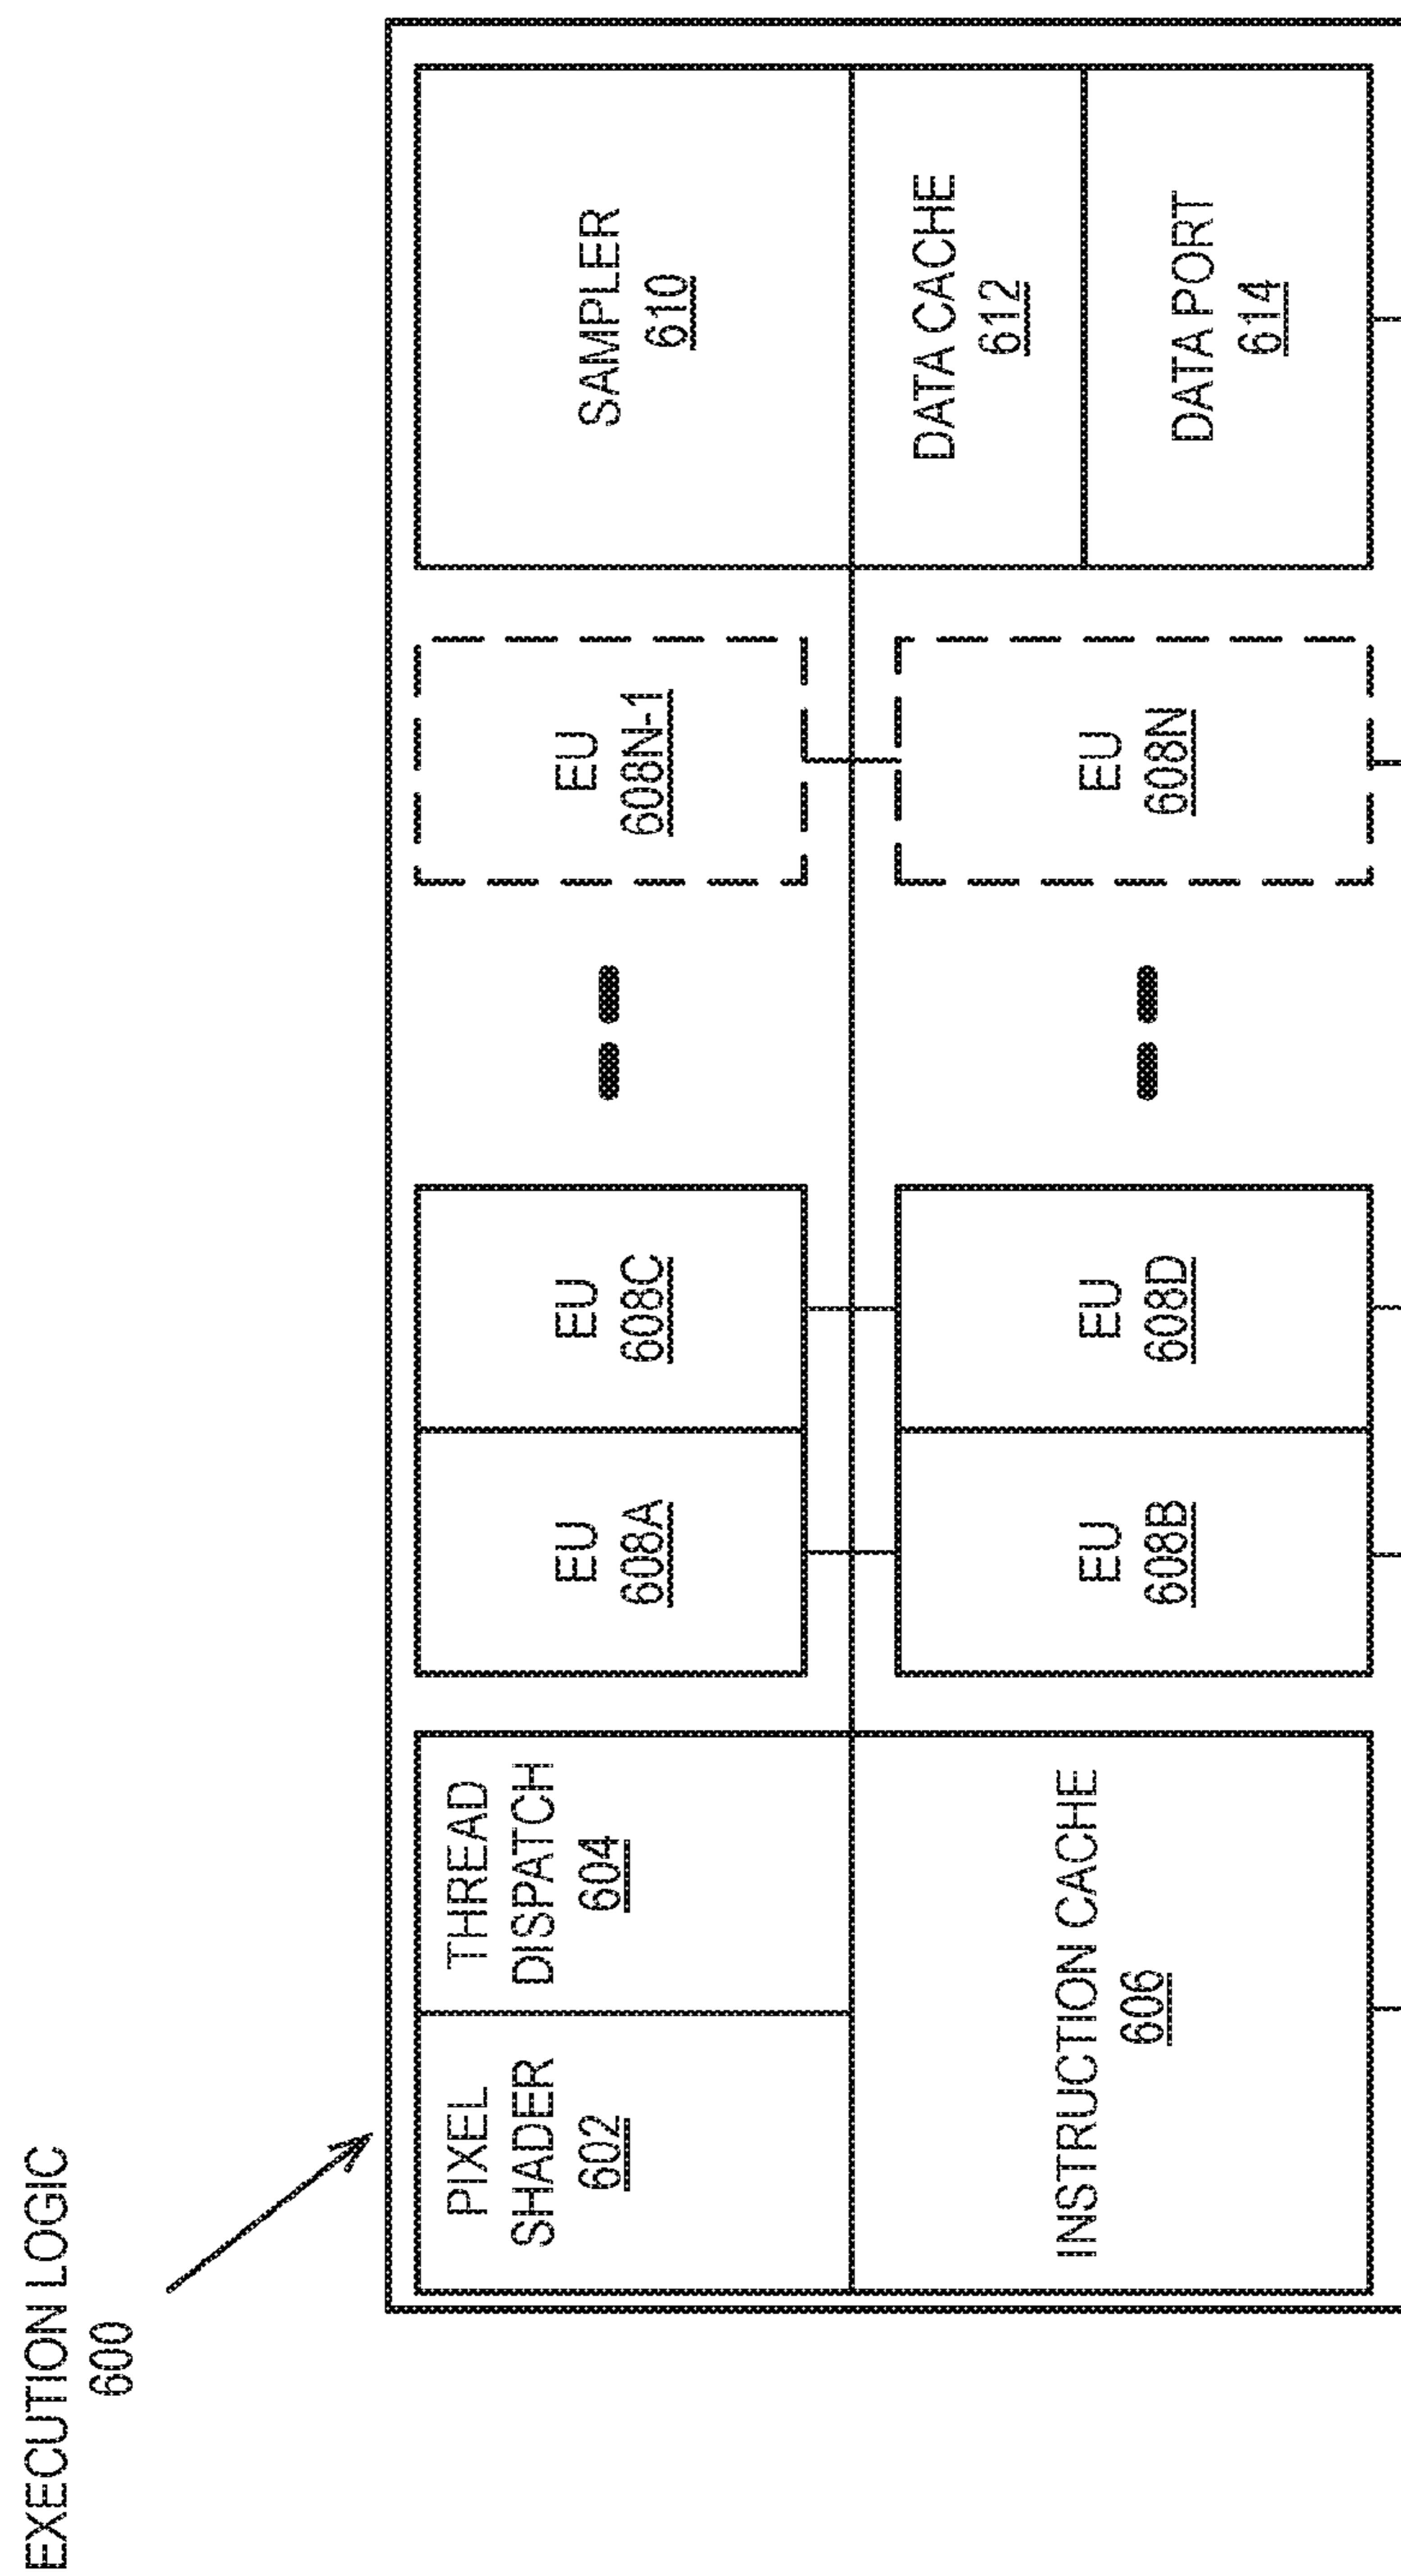 EXECUTION LOGIC
600
PIXEL
SHADER
602
THREAD
DISPATCH
604
INSTRUCTION CACHE
606
EU
608A
EU
608C
EU
608B
EU
608D
EU
608N-1
EU
608N
SAMPLER
610
DATA CACHE
612
DATA PORT
614